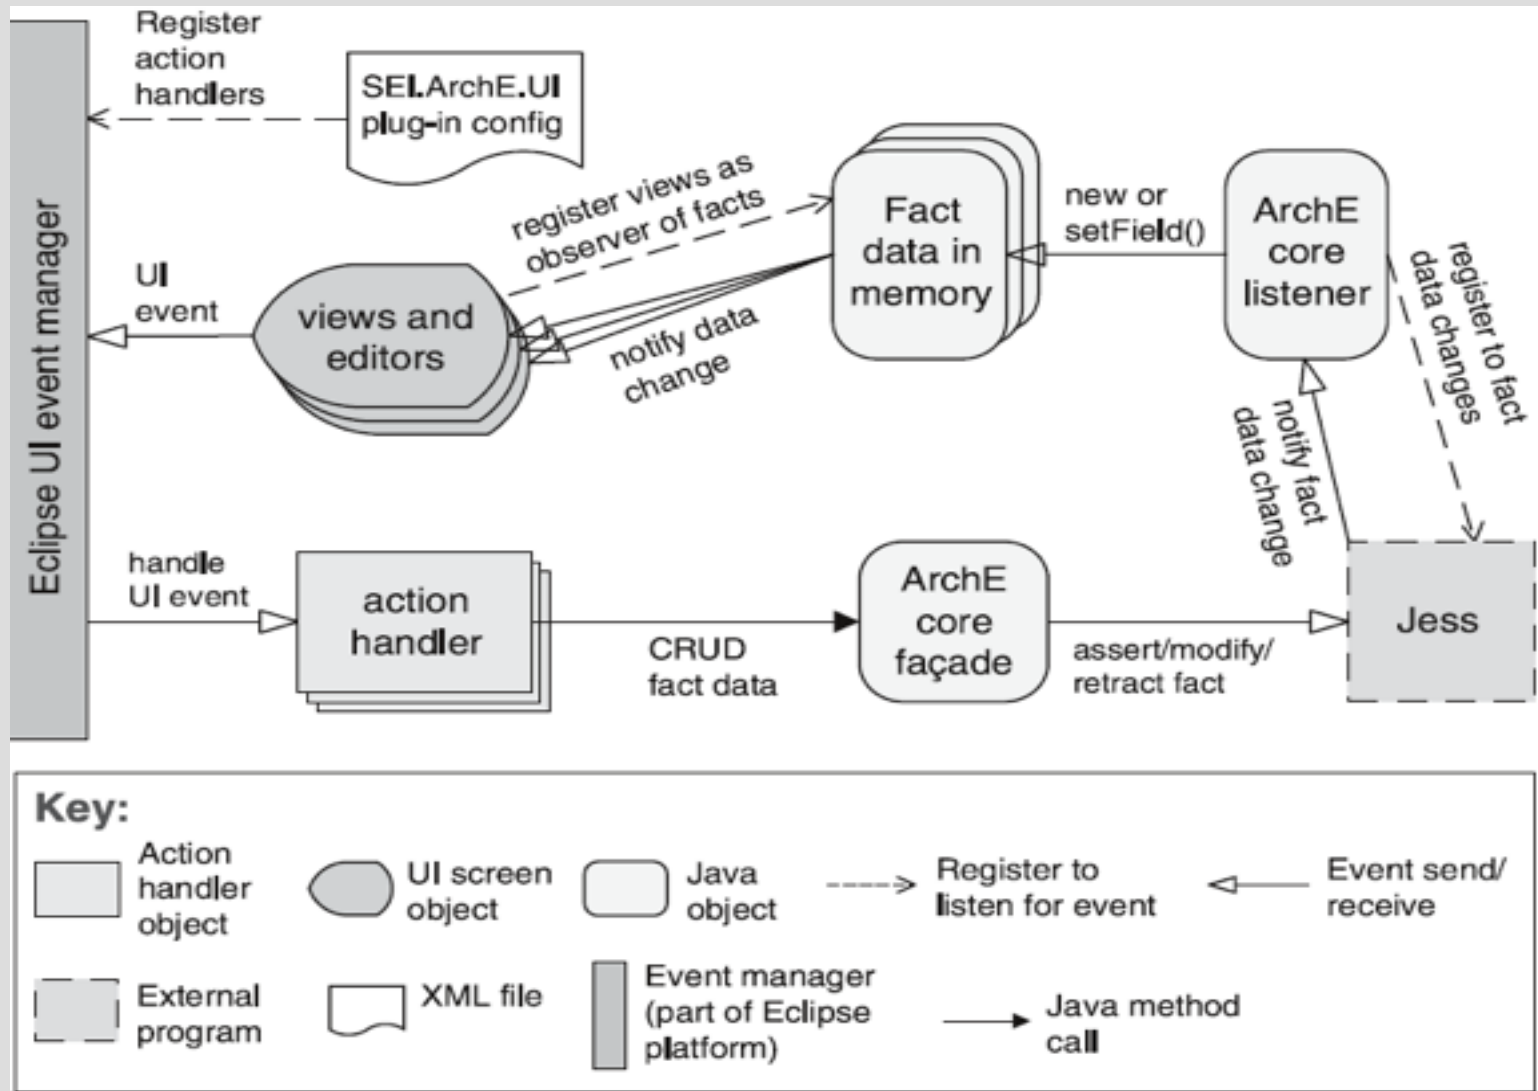 Register
action
handlers
SEI.ArchE.UI
plug-in config
Eclipse UI event manager
UI
event
views and
editors
register views as
observer of facts
notify data
change
Fact
data in
memory
new or
setField()
ArchE
core
listener
register to fact
data changes
notify fact
data change
handle
UI event
action
handler
CRUD
fact data
ArchE
core
façade
assert/modify/
retract fact
Jess
Key:
Action
handler
object
UI screen
object
Java
object
Register to
listen for event
Event send/
receive
External
program
XML file
Event manager
(part of Eclipse
platform)
Java method
call